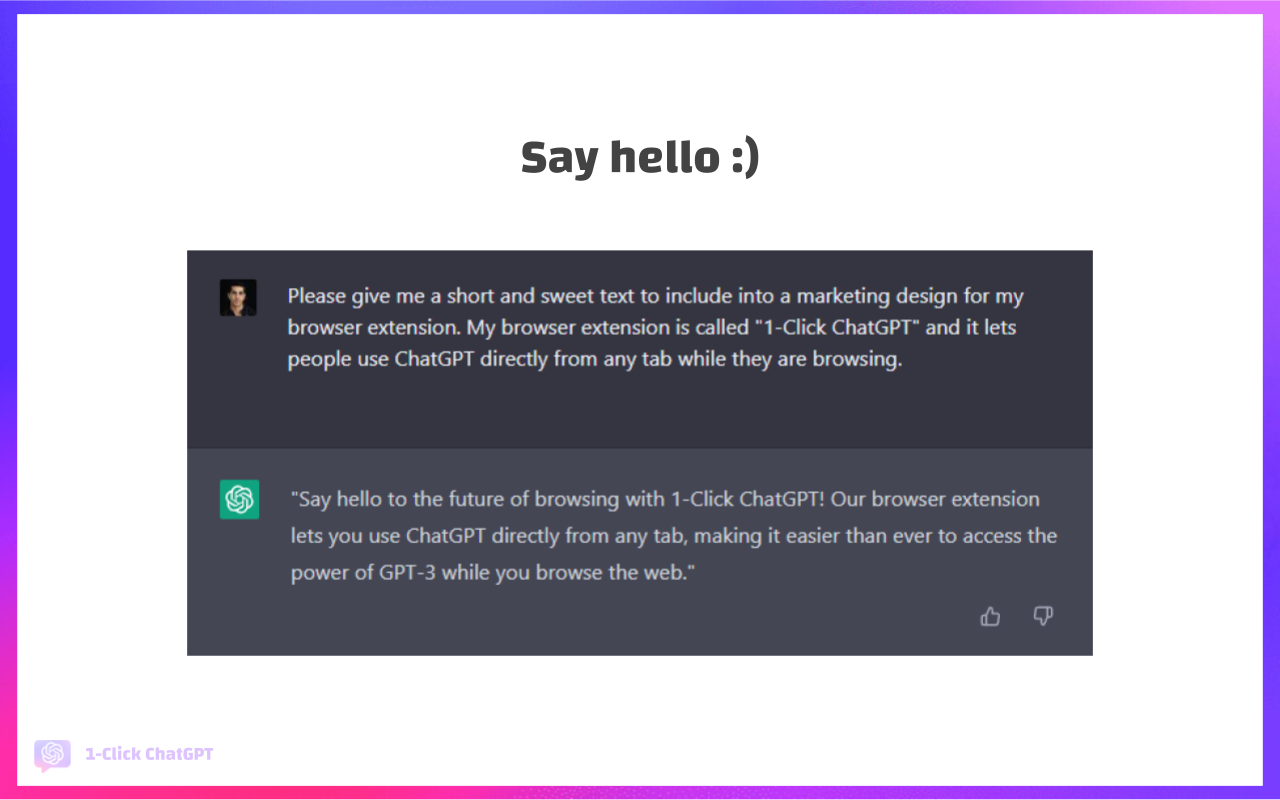 Say hello :)
Please give me a short and sweet text to include into a marketing design for my
browser extension. My browser extension is called "1-Click ChatGPT" and it lets
people use ChatGPT directly from any tab while they are browsing.
"Say hello to the future of browsing with 1-Click ChatGPT! Our browser extension
lets you use ChatGPT directly from any tab, making it easier than ever to access the
power of GPT-3 while you browse the web."
1-Click ChatGPT